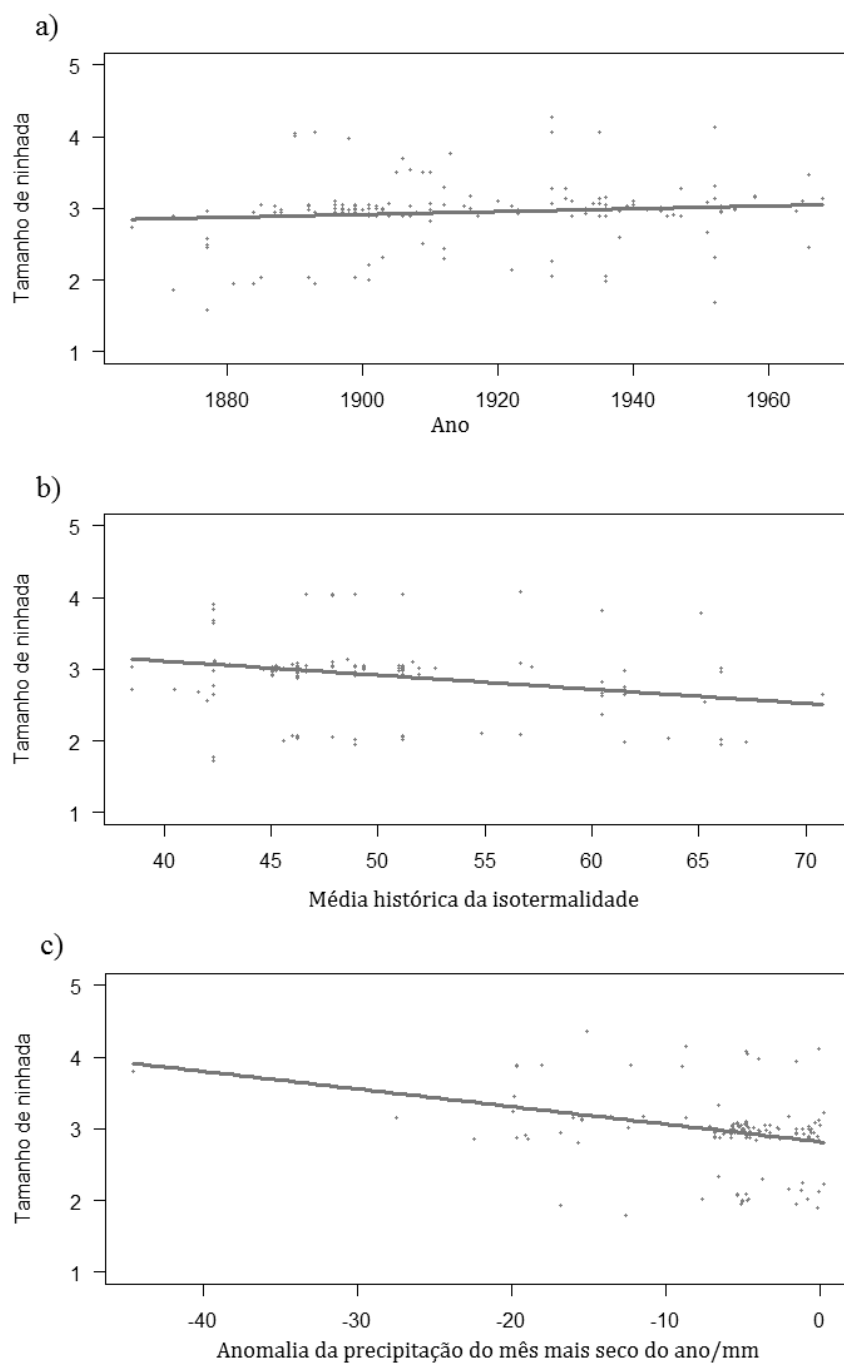 a)
5
4
3
2
1
Tamanho de ninhada
1880 1900 1920 1940 1960
Ano
b)
5
4
3
2
1
Tamanho de ninhada
40 45 50 55 60 65 70
Média histórica da isotermalidade
c)
5
4
3
2
1
Tamanho de ninhada
-40 -30 -20 -10 0
Anomalia da precipitação do mês mais seco do ano/mm